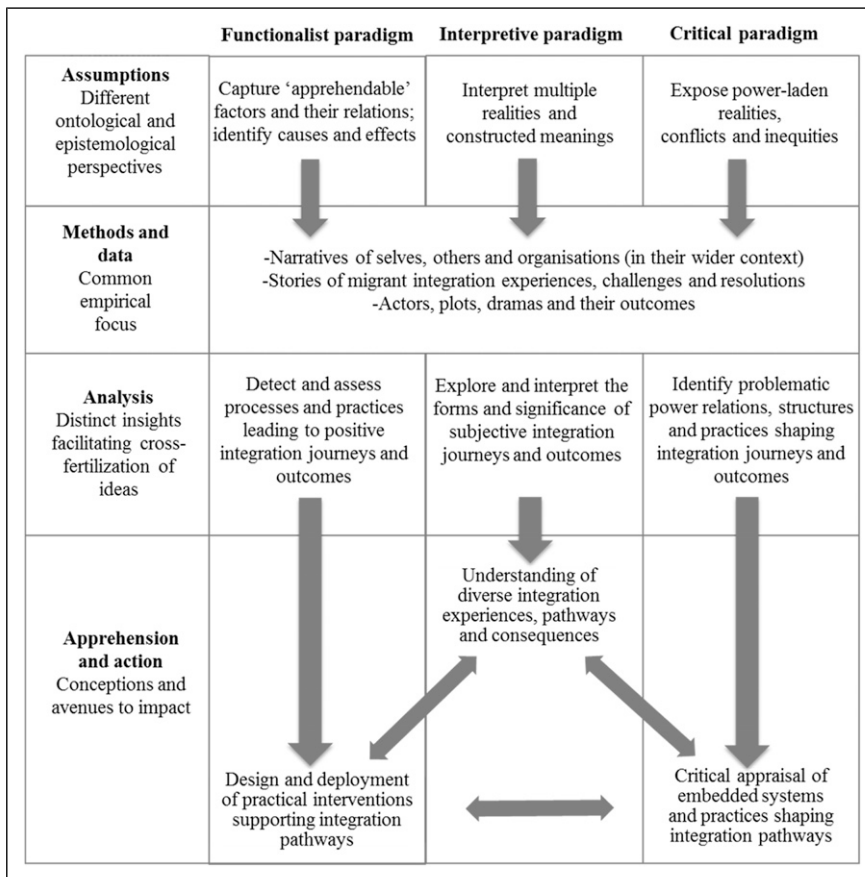 Functionalist paradigm
Interpretive paradigm
Critical paradigm
Assumptions
Different
ontological and
epistemological
perspectives
Capture ‘apprehendable’
factors and their relations;
identify causes and effects
Interpret multiple
realities and
constructed meanings
Expose power-laden
realities,
conflicts and inequities
Methods and
data
Common
empirical
focus
-Narratives of selves, others and organisations (in their wider context)
-Stories of migrant integration experiences, challenges and resolutions
-Actors, plots, dramas and their outcomes
Analysis
Distinct insights
facilitating cross-
fertilization of
ideas
Detect and assess
processes and practices
leading to positive
integration journeys and
outcomes
Explore and interpret the
forms and significance of
subjective integration
journeys and outcomes
Identify problematic
power relations, structures
and practices shaping
integration journeys and
outcomes
Apprehension
and action
Conceptions and
avenues to impact
Understanding of
diverse integration
experiences, pathways
and consequences
Design and deployment
of practical interventions
supporting integration
pathways
Critical appraisal of
embedded systems
and practices shaping
integration pathways